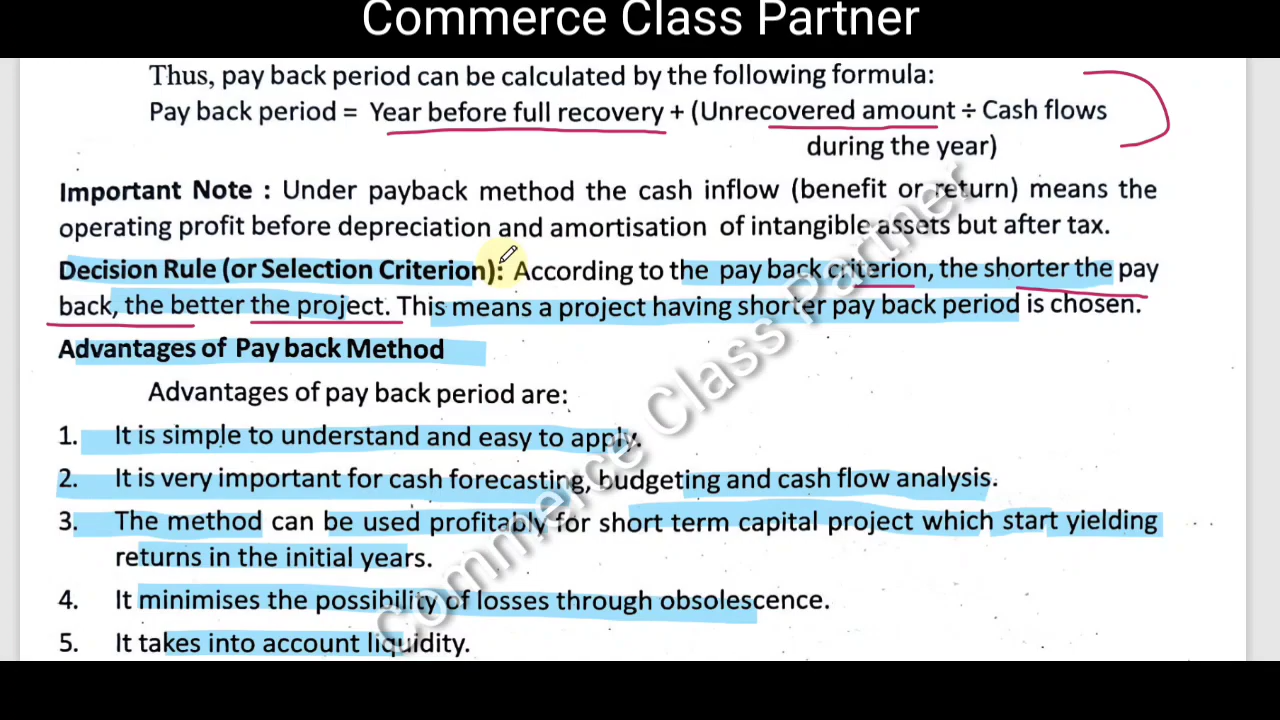 Commerce Class Partner
Thus, pay back period can be calculated by the following formula:
Pay back period = Year before full recovery + (Unrecovered amount ÷ Cash flows
during the year)
Important Note : Under payback method the cash inflow (benefit or return) means the
operating profit before depreciation and amortisation of intangible assets but after tax.
Decision Rule (or Selection Criterion): According to the pay back criterion, the shorter the pay
back, the better the project. This means a project having shorter pay back period is chosen.
Advantages of Pay back Method
Advantages of pay back period are:
1. It is simple to understand and easy to apply.
2. It is very important for cash forecasting, budgeting and cash flow analysis.
3. The method can be used profitably for short term capital project which start yielding
returns in the initial years.
4. It minimises the possibility of losses through obsolescence.
5. It takes into account liquidity.
Commerce Class Partner